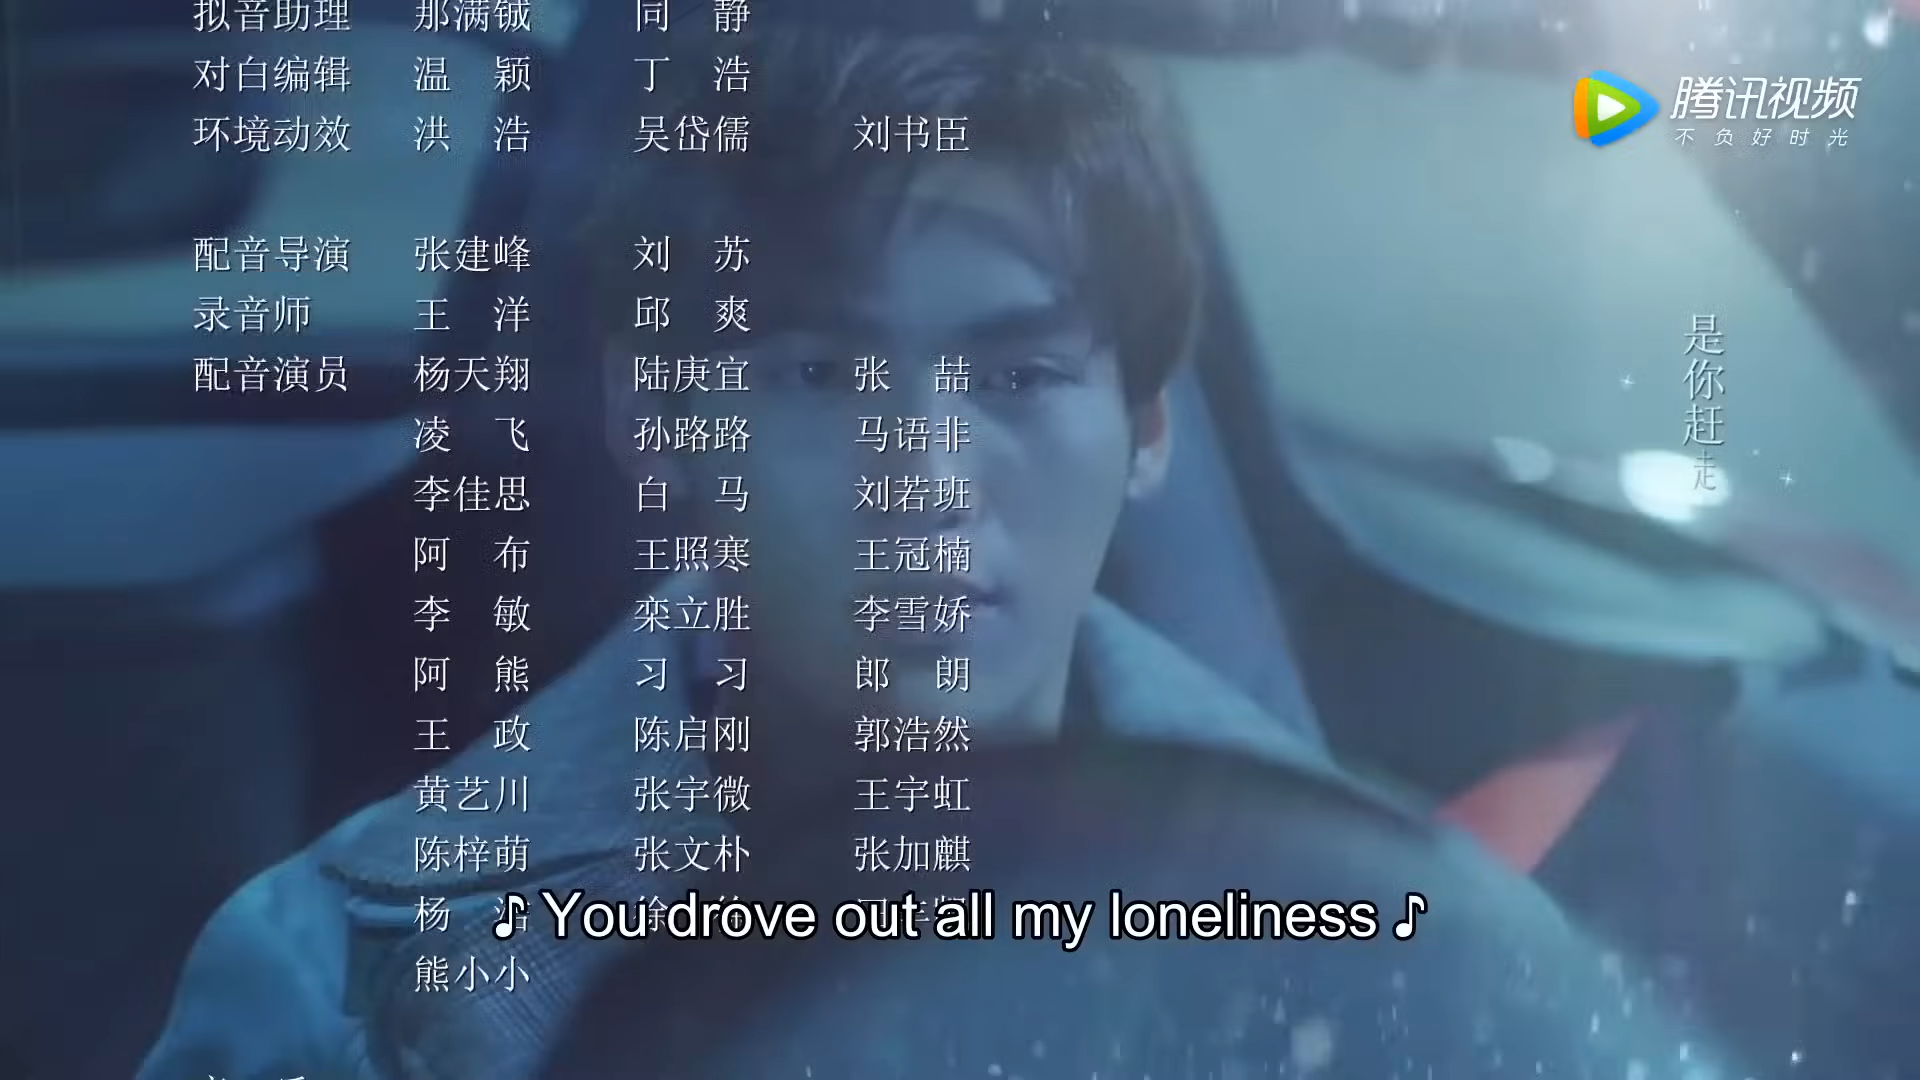 拟音助理 那满铖 同 静
对白编辑 温 颖 丁 浩
环境动效 洪 浩 吴岱儒 刘书臣
配音导演 张建峰 刘 苏
录音师 王 洋 邱 爽
配音演员 杨天翔 陆庚宜 张 喆
凌 飞 孙路路 马语非
李佳思 白 马 刘若班
阿 布 王照寒 王冠楠
李 敏 栾立胜 李雪娇
阿 熊 习 习 郎 朗
王 政 陈启刚 郭浩然
黄艺川 张宇微 王宇虹
陈梓萌 张文朴 张加麒
杨
熊小小
腾讯视频
不负好时光
是你赶走
♪ You drove out all my loneliness ♪